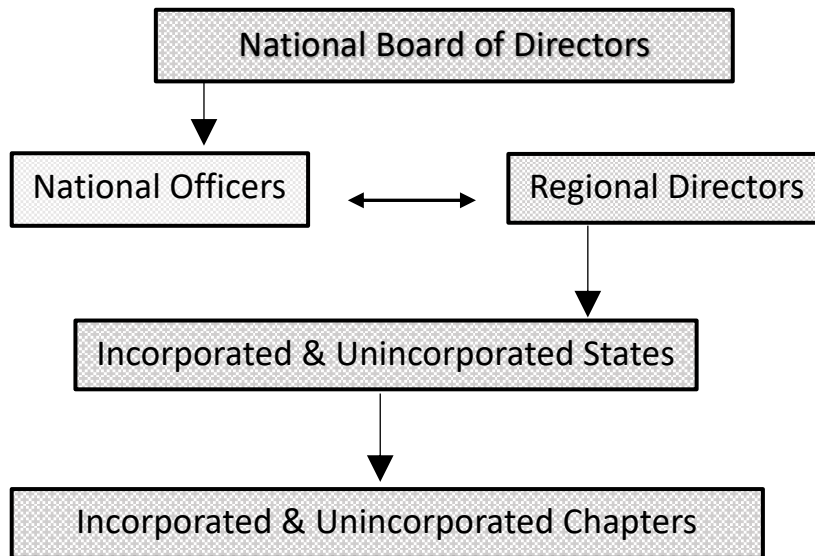 National Board of Directors
National Officers
Regional Directors
Incorporated & Unincorporated States
Incorporated & Unincorporated Chapters